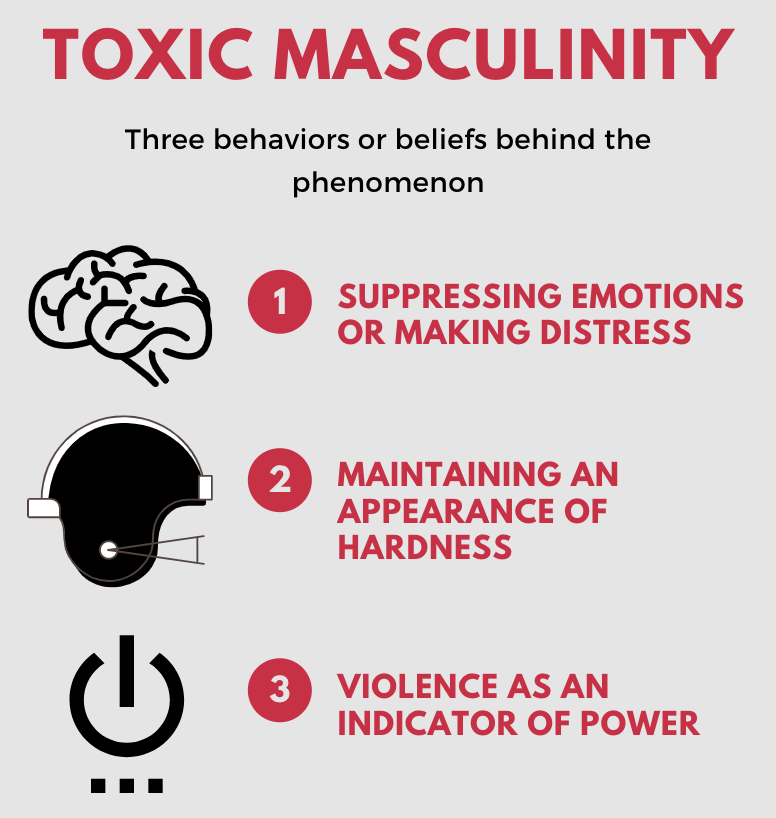 TOXIC MASCULINITY
Three behaviors or beliefs behind the
phenomenon
1
SUPPRESSING EMOTIONS
OR MAKING DISTRESS
2
MAINTAINING AN
APPEARANCE OF
HARDNESS
3
VIOLENCE AS AN
INDICATOR OF POWER